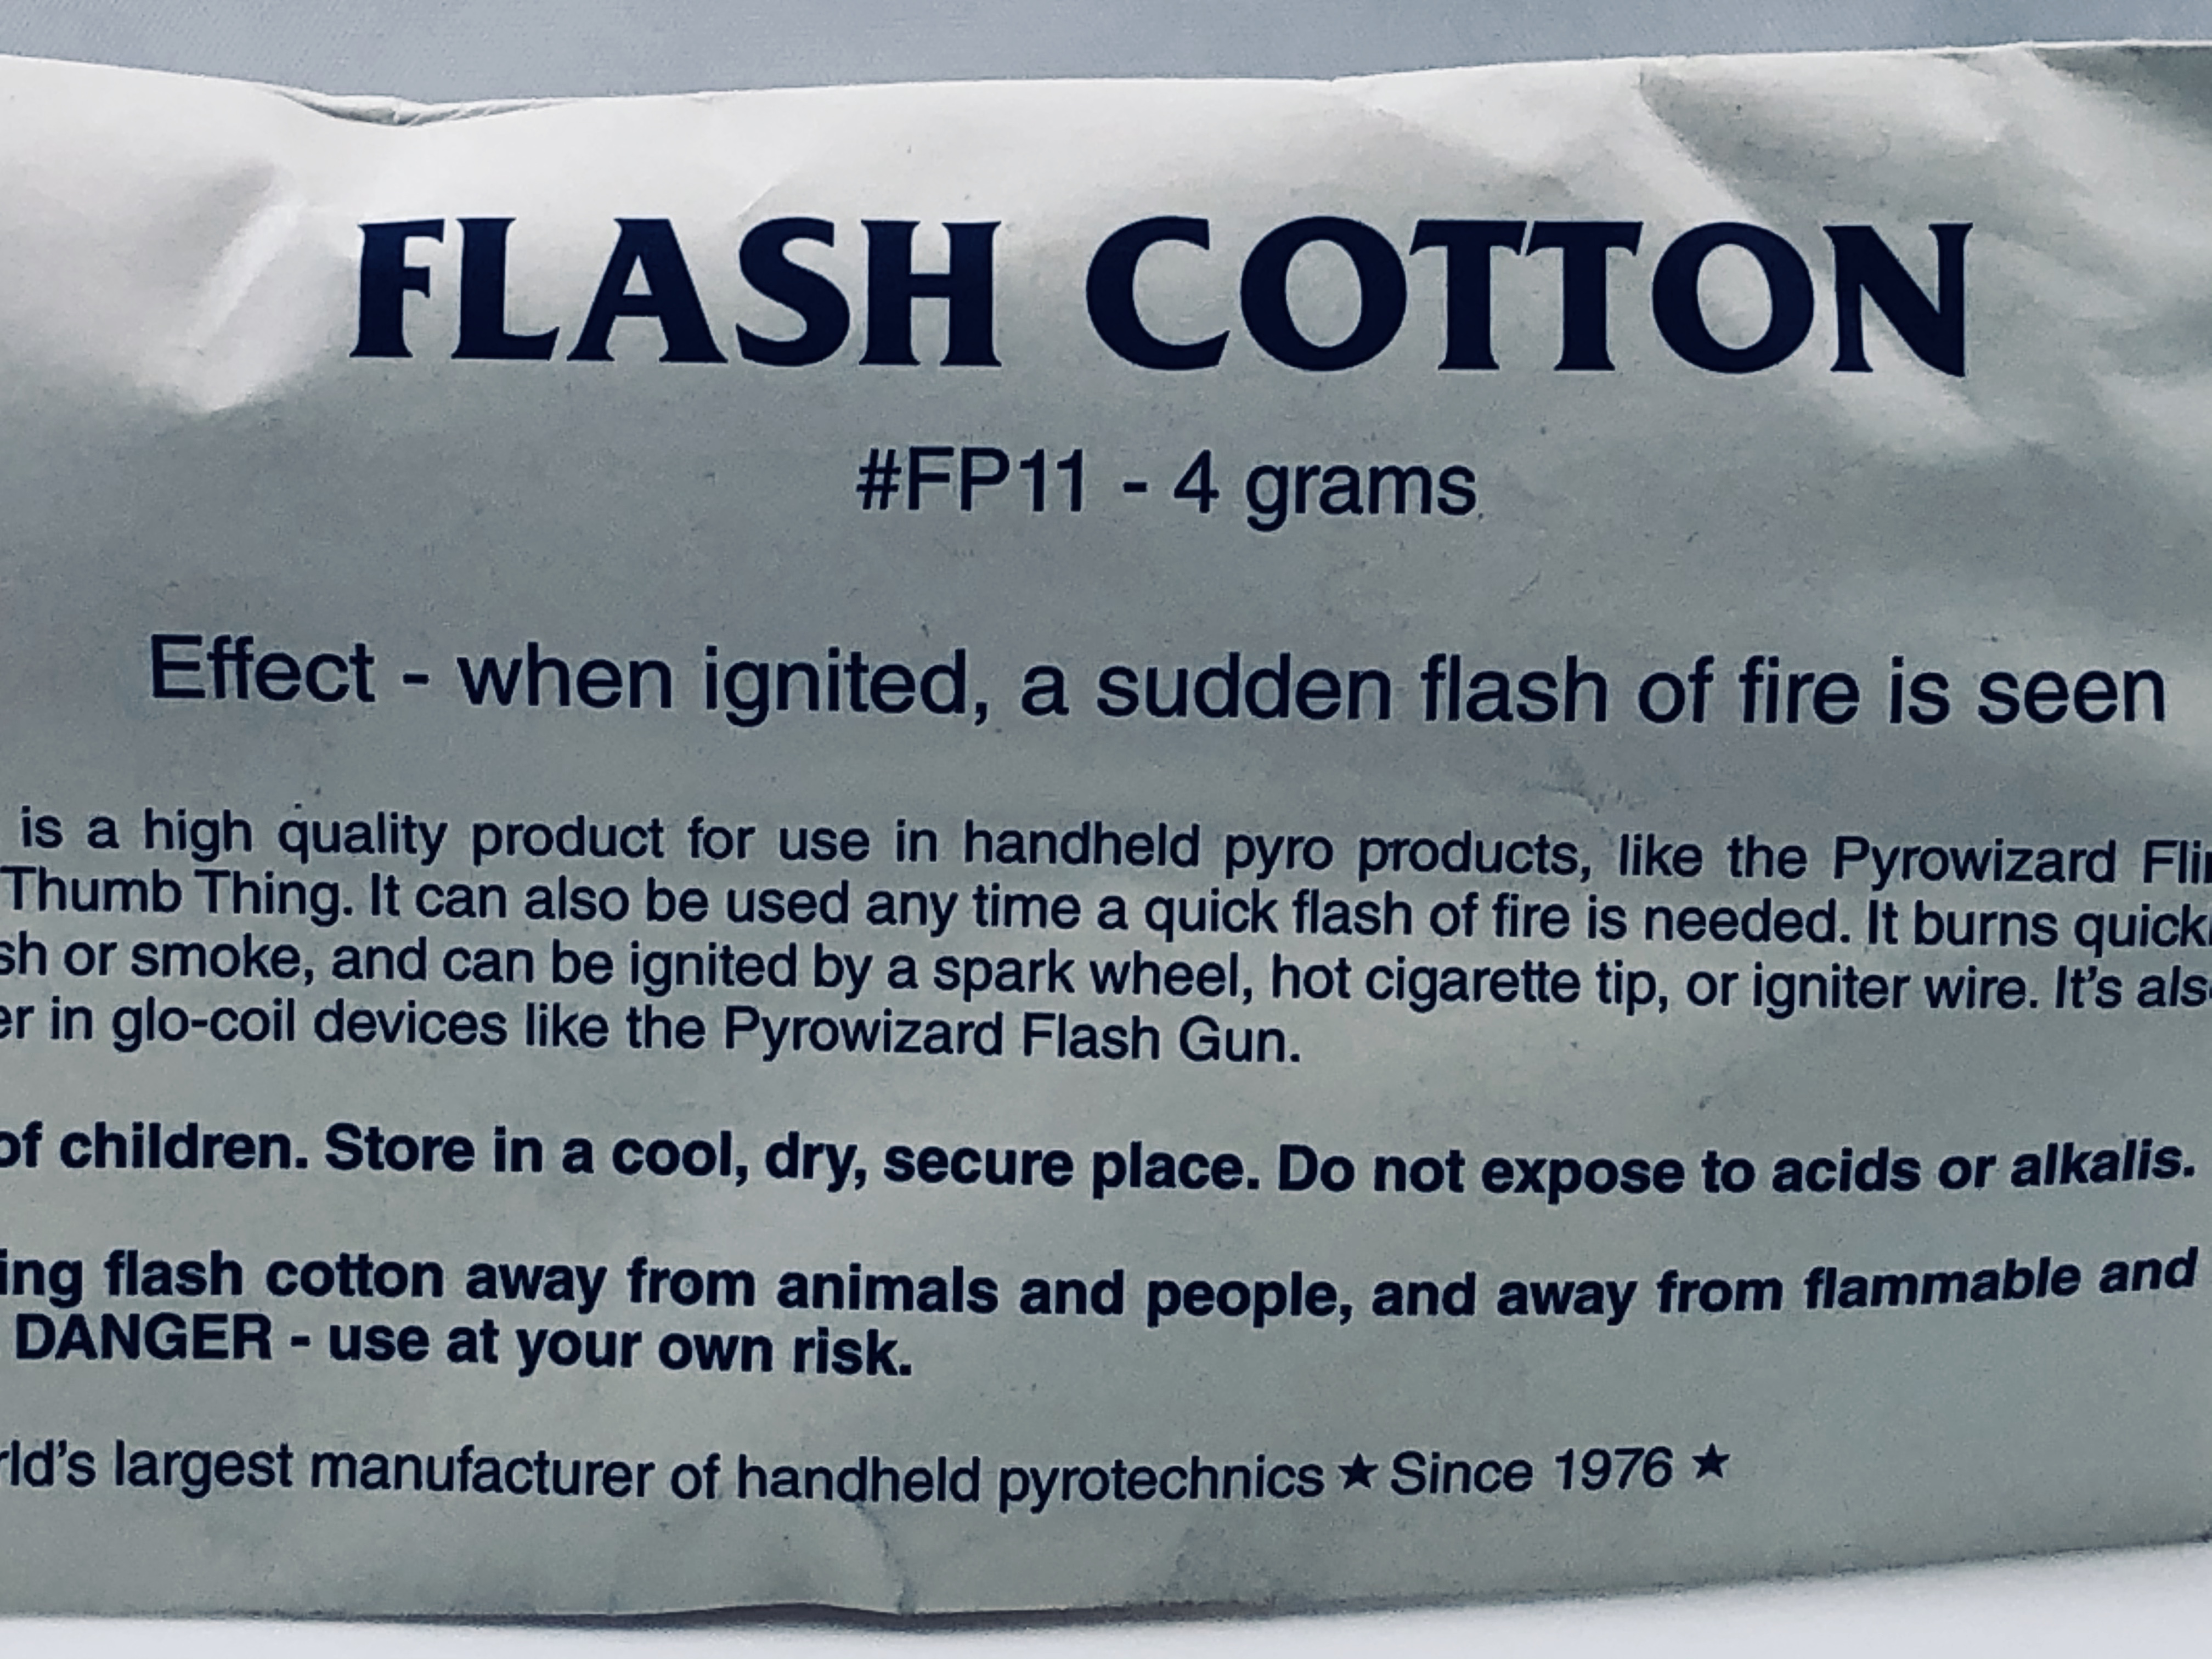 FLASH COTTON
#FP11 - 4 grams
Effect - when ignited, a sudden flash of fire is seen
is a high quality product for use in handheld pyro products, like the Pyrowizard
Thumb Thing. It can also be used any time a quick flash of fire is needed. It burns
or smoke, and can be ignited by a spark wheel, hot cigarette tip, or igniter wire. It's
in glo-coil devices like the Pyrowizard Flash Gun.
of children. Store in a cool, dry, secure place. Do not expose to acids or alkalis.
flash cotton away from animals and people, and away from flammable and
DANGER - use at your own risk.
largest manufacturer of handheld pyrotechnics ★ Since 1976 ★